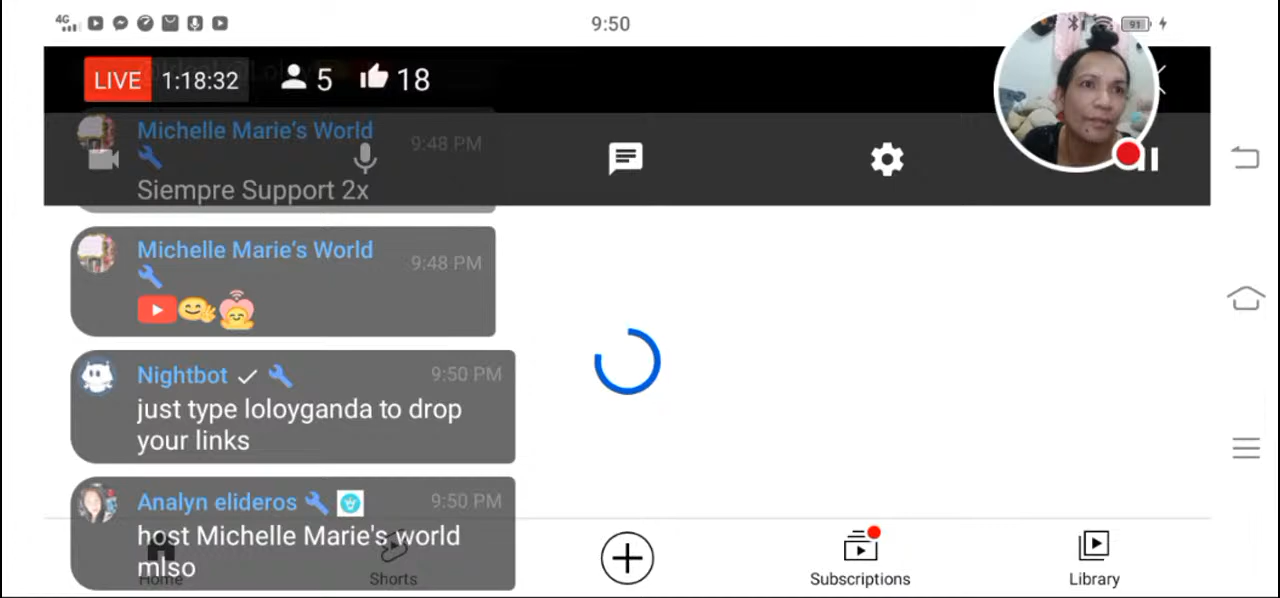 4G
9:50
91
LIVE 1:18:32 5 18
Michelle Marie's World
9:48 PM
Siempre Support 2x
Michelle Marie's World
9:48 PM
Nightbot
9:50 PM
just type loloyganda to drop
your links
Analyn elideros
9:50 PM
host Michelle Marie's world
mlso
Home
Shorts
Subscriptions
Library